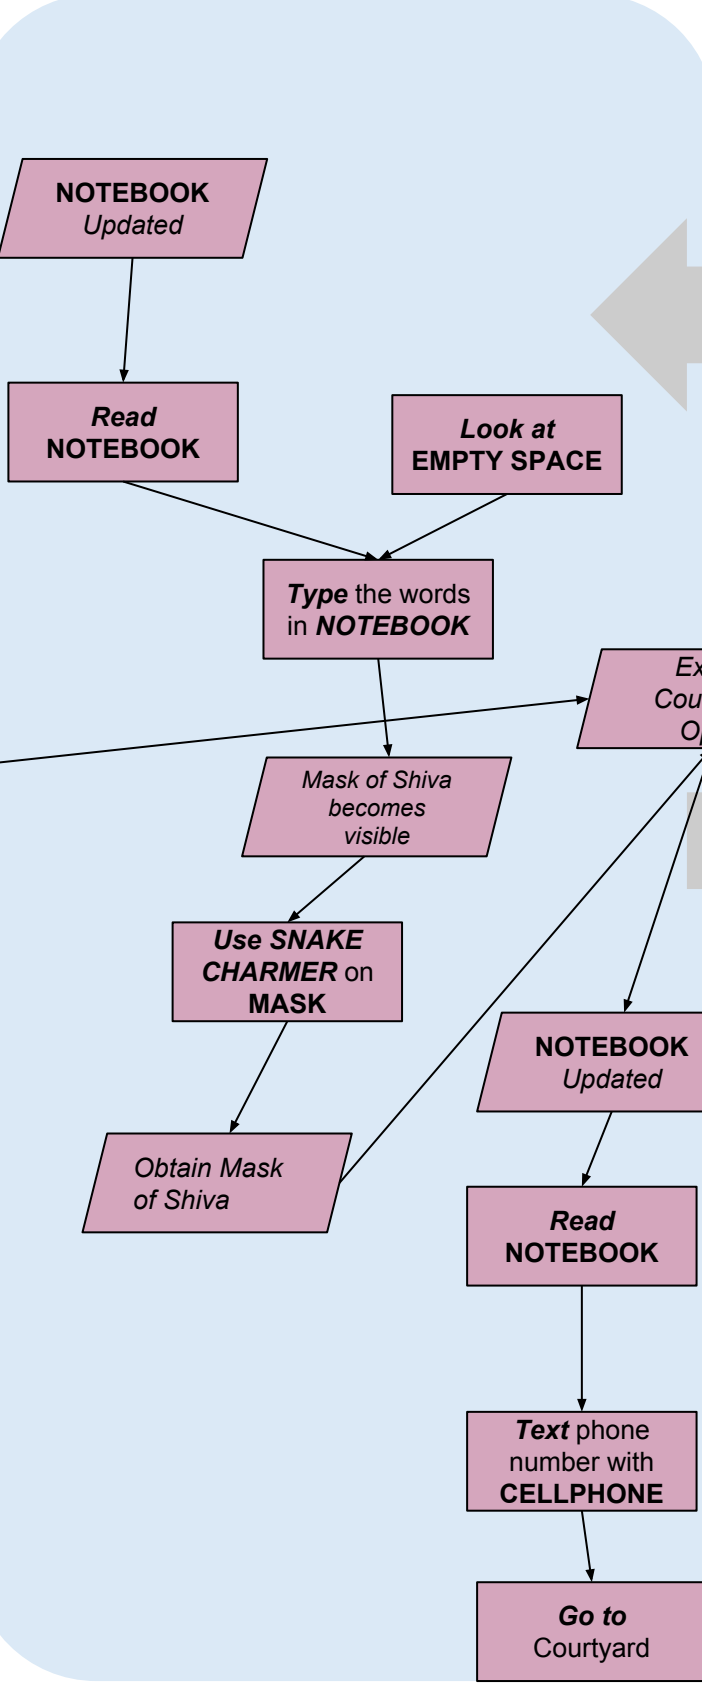 NOTEBOOK
Updated
Read
NOTEBOOK
Look at
EMPTY SPACE
Type the words
in NOTEBOOK
Mask of Shiva
becomes
visible
Use SNAKE
CHARMER on
MASK
Obtain Mask
of Shiva
NOTEBOOK
Updated
Read
NOTEBOOK
Text phone
number with
CELLPHONE
Go to
Courtyard